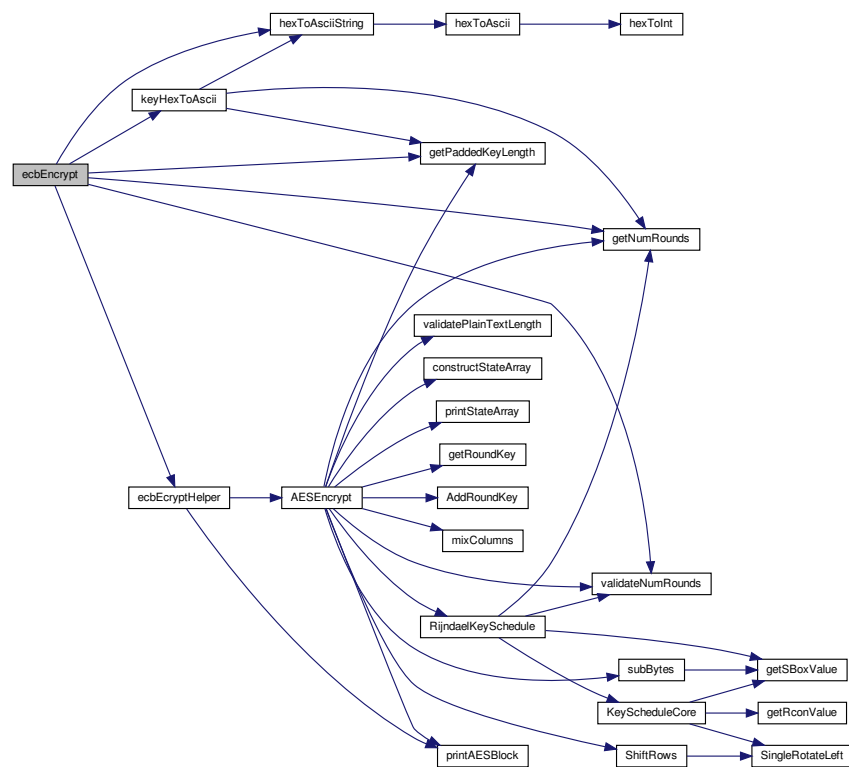 hexToAsciiString
hexToAscii
hexToInt
keyHexToAscii
getPaddedKeyLength
ecbEncrypt
getNumRounds
validatePlainTextLength
constructStateArray
printStateArray
getRoundKey
ecbEcryptHelper
AESEncrypt
AddRoundKey
mixColumns
validateNumRounds
RijndaelKeySchedule
subBytes
getSBoxValue
KeyScheduleCore
getRconValue
printAESBlock
ShiftRows
SingleRotateLeft